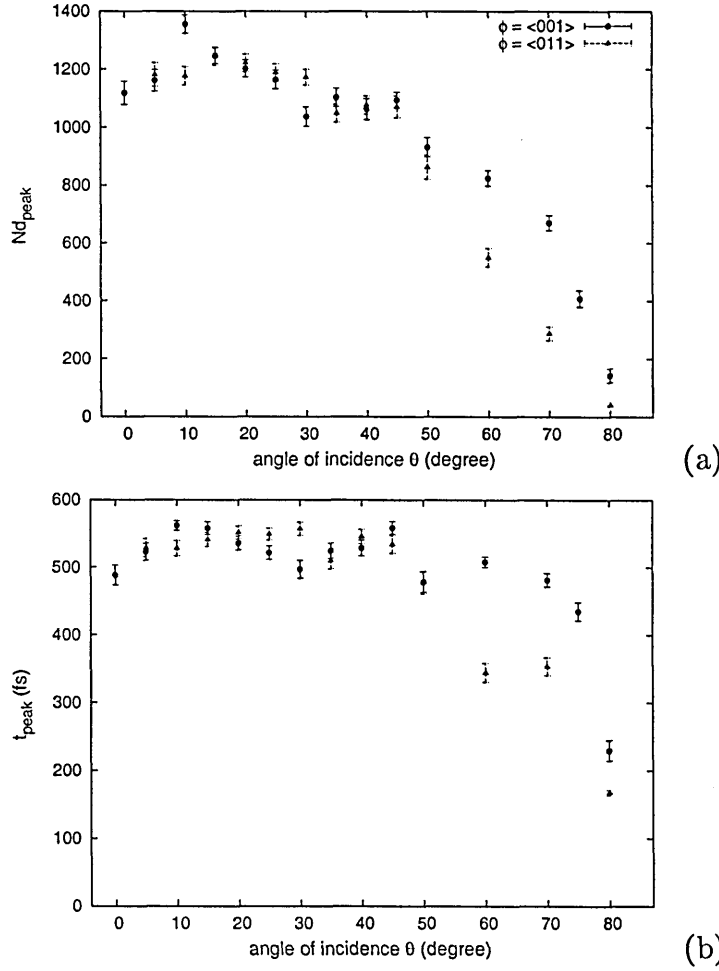 1400
1200
1000
800
600
400
200
0
Nd_peak
ϕ = <001>
ϕ = <011>
0 10 20 30 40 50 60 70 80
angle of incidence θ (degree)
(a)
600
500
400
300
200
100
0
t_peak (fs)
0 10 20 30 40 50 60 70 80
angle of incidence θ (degree)
(b)